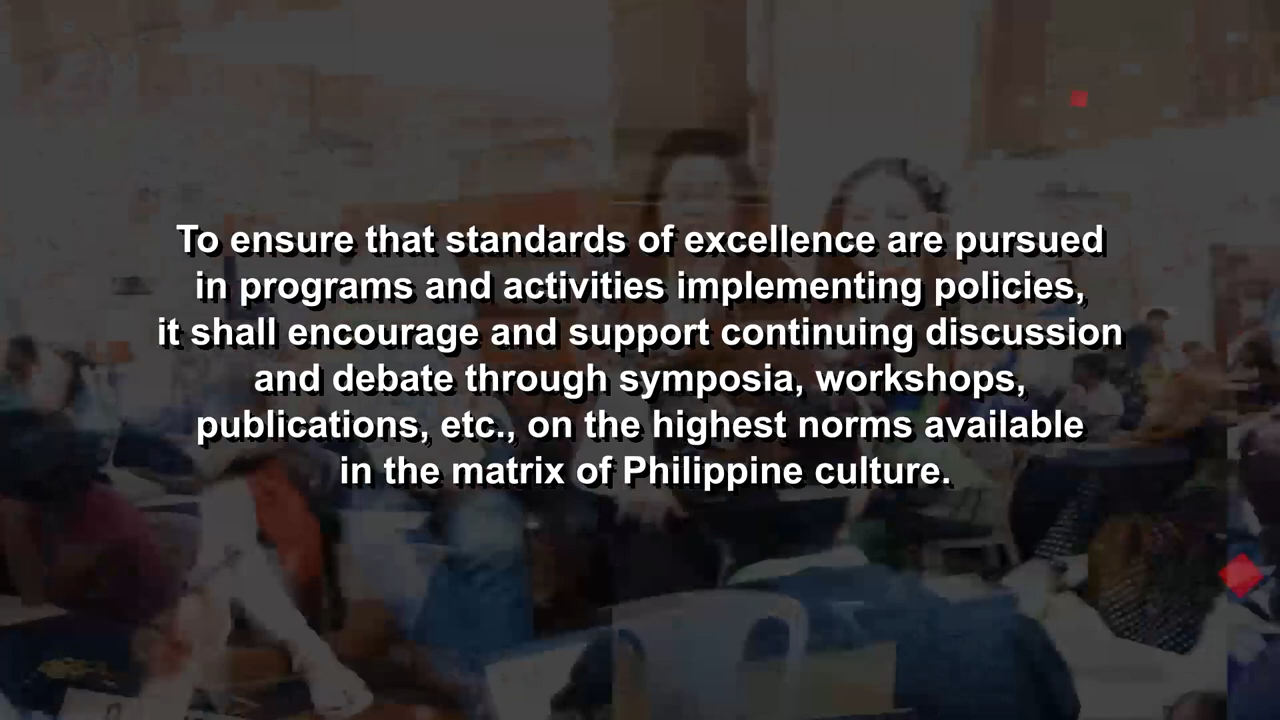 To ensure that standards of excellence are pursued
in programs and activities implementing policies,
it shall encourage and support continuing discussion
and debate through symposia, workshops,
publications, etc., on the highest norms available
in the matrix of Philippine culture.